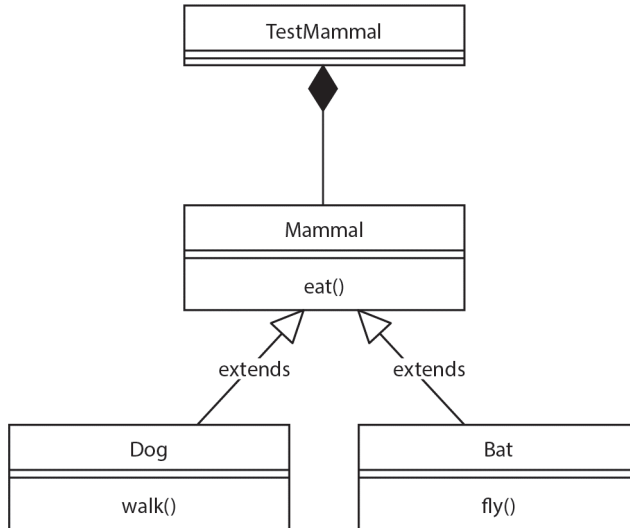 TestMammal
Mammal
eat()
extends
extends
Dog
walk()
Bat
fly()